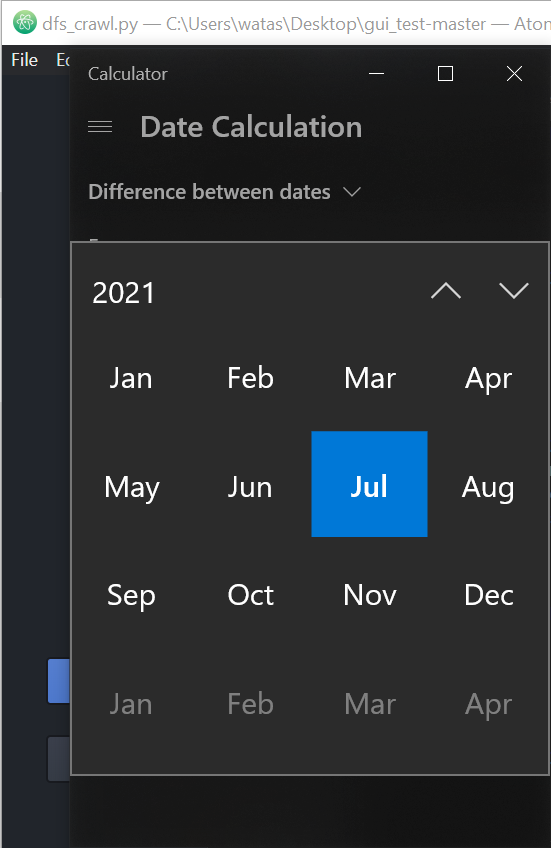 dfs_crawl.py — C:\Users\watas\Desktop\gui_test-master — Atom
File
Calculator
Date Calculation
Difference between dates
2021
Jan Feb Mar Apr
May Jun Jul Aug
Sep Oct Nov Dec
Jan Feb Mar Apr